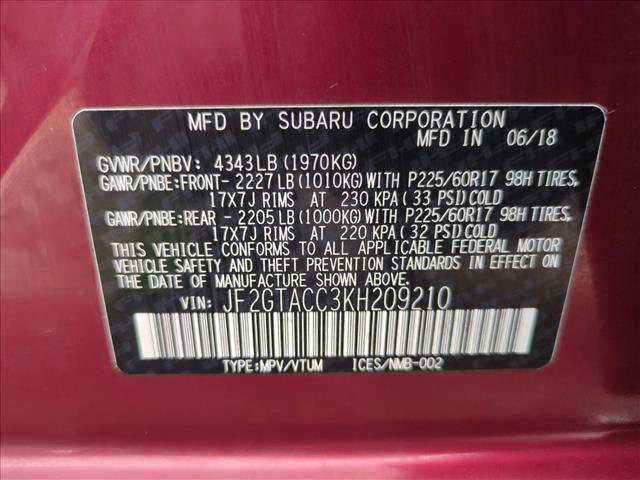 MFD BY SUBARU CORPORATION
MFD IN 06/18
GVWR/PNBV: 4343LB (1970KG)
GAWR/PNBE:FRONT- 2227LB (1010KG) WITH P225/60R17 98H TIRES,
17X7J RIMS AT 230 KPA (33 PSI) COLD
GAWR/PNBE:REAR - 2205LB (1000KG) WITH P225/60R17 98H TIRES,
17X7J RIMS AT 220 KPA (32 PSI) COLD
THIS VEHICLE CONFORMS TO ALL APPLICABLE FEDERAL MOTOR
VEHICLE SAFETY AND THEFT PREVENTION STANDARDS IN EFFECT ON
THE DATE OF MANUFACTURE SHOWN ABOVE.
VIN: JF2GTACC3KH209210
TYPE:MPV/VTUM ICES/NMB-002